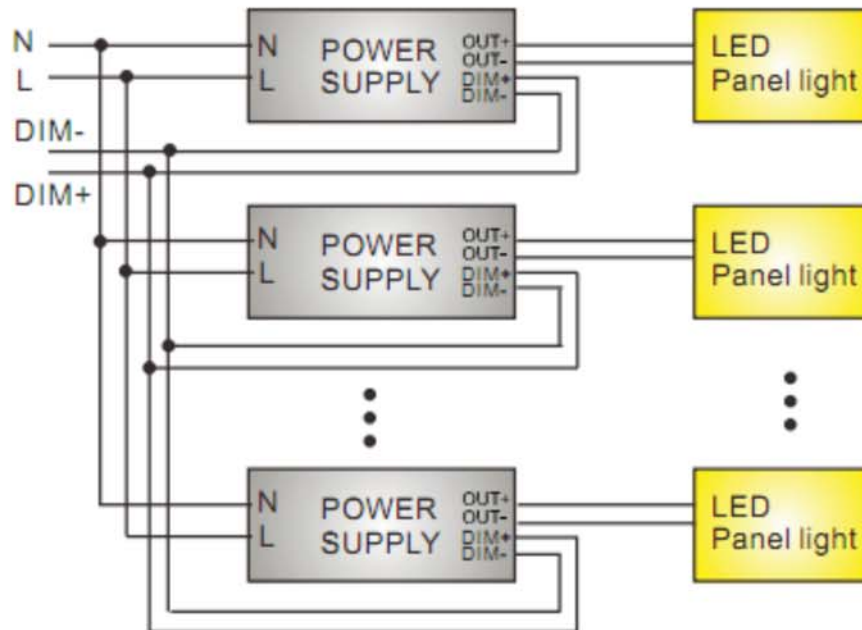 N
L
DIM-
DIM+
N
L
POWER
SUPPLY
OUT+
OUT-
DIM+
DIM-
LED
Panel light
N
L
POWER
SUPPLY
OUT+
OUT-
DIM+
DIM-
LED
Panel light
N
L
POWER
SUPPLY
OUT+
OUT-
DIM+
DIM-
LED
Panel light